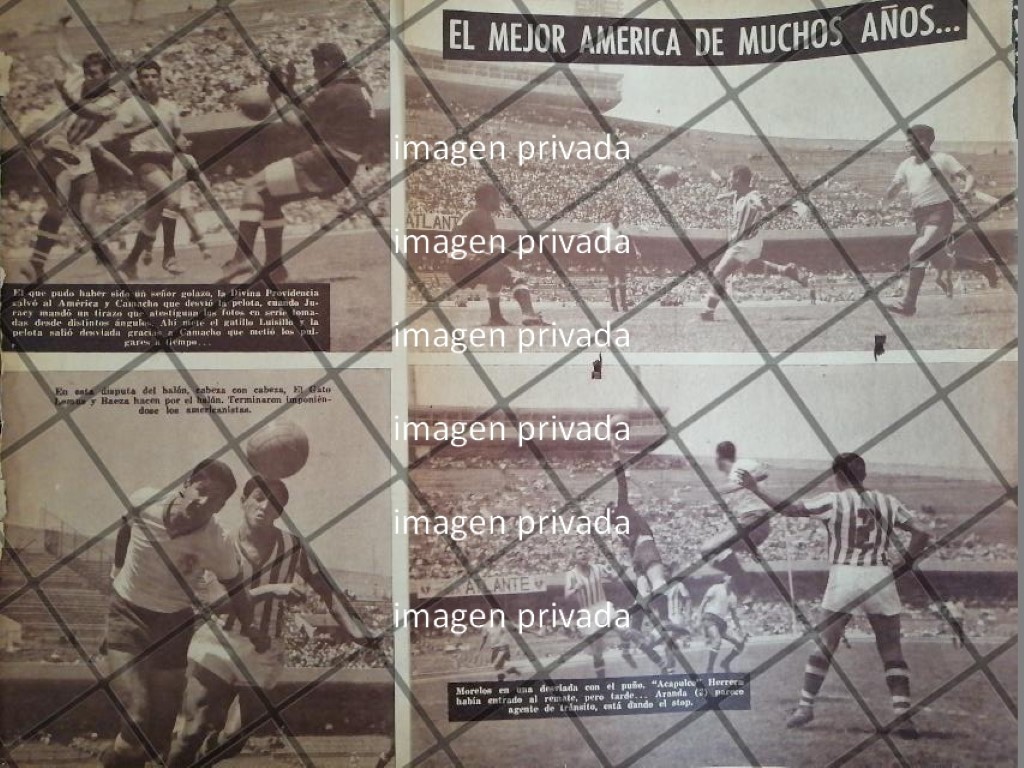 EL MEJOR AMERICA DE MUCHOS AÑOS...
El que pudo haber sido un señor golazo, la Divina Providencia
salvó al América y Camacho que desvió la pelota, cuando Ju-
racy mandó un tirazo que atestiguan las fotos en serie toma-
das desde distintos ángulos. Ahí mete el gatillo Luisillo y la
pelota salió desviada gracias a Camacho que metió los pul-
gares a tiempo...
ATLANT
En esta disputa del balón, cabeza con cabeza, El Gato
Lemus y Baeza hacen por el balón. Terminaron imponién-
dose los americanistas.
ATLANTE
2
Morelos en una desviada con el puño. "Acapulco" Herrera
había entrado al remate, pero tarde... Aranda (2) parece
agente de tránsito, está dando el stop.
imagen privada
imagen privada
imagen privada
imagen privada
imagen privada
imagen privada